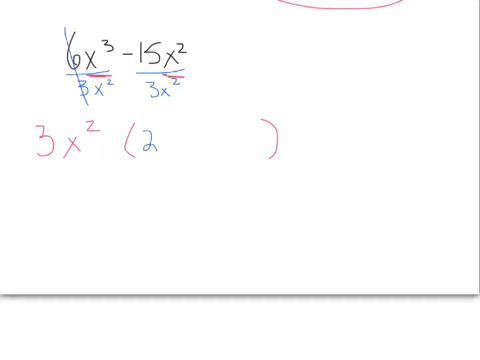 6x³ - 15x²
3x² 3x²
3x² (2 )